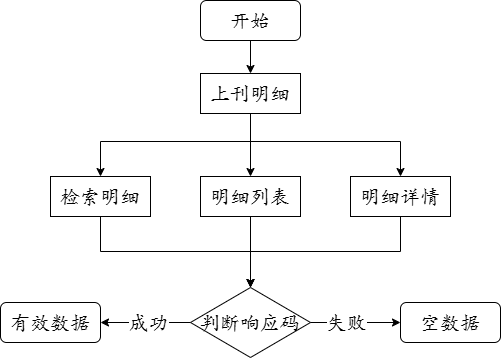 开始
上刊明细
检索明细
明细列表
明细详情
有效数据
成功
判断响应码
失败
空数据